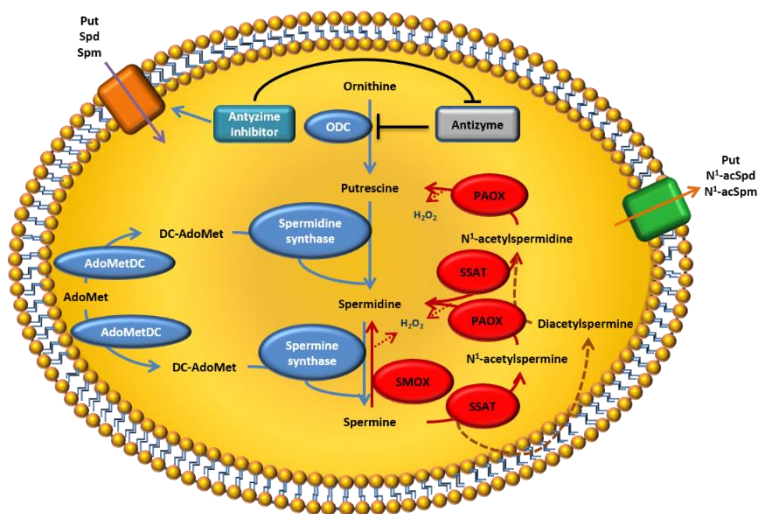 Put
Spd
Spm
Ornithine
Antyzime
inhibitor
ODC
Antizyme
Put
N¹-acSpd
N¹-acSpm
Putrescine
PAOX
H₂O₂
DC-AdoMet
Spermidine
synthase
N¹-acetylspermidine
AdoMetDC
SSAT
AdoMet
Spermidine
PAOX
Diacetylspermine
H₂O₂
AdoMetDC
Spermine
synthase
N¹-acetylspermine
DC-AdoMet
SMOX
SSAT
Spermine